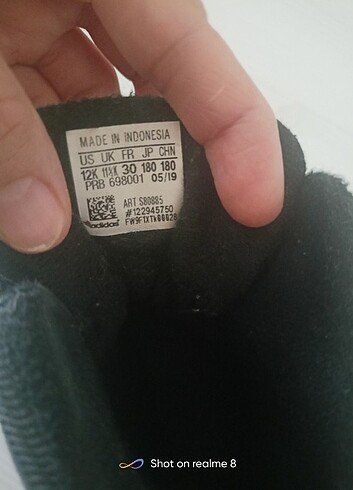 MADE IN INDONESIA
US UK FR JP CHN
12K 11½K 30 180 180
PRB 698001 05/19
ART S80885
#122945750
adidas
Shot on realme 8